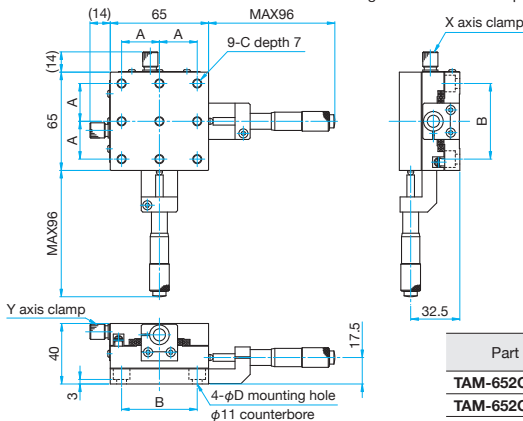 (14)
65
MAX96
X axis clamp
A
A
9-C depth 7
(14)
A
A
65
B
MAX96
32.5
Y axis clamp
40
3
B
17.5
4-φD mounting hole
φ11 counterbore
Part
TAM-652C
TAM-652C